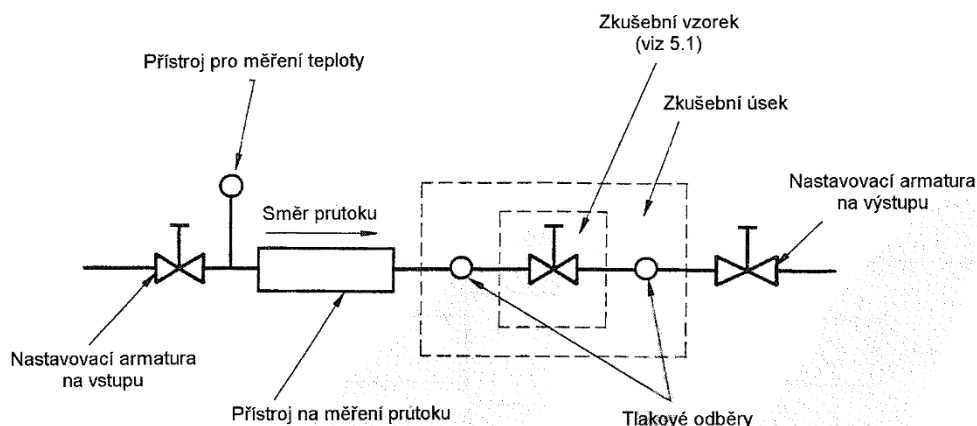 Zkušební vzorek
(viz 5.1)
Přístroj pro měření teploty
Zkušební úsek
Nastavovací armatura
na výstupu
Směr průtoku
Nastavovací armatura
na vstupu
Přístroj na měření průtoku
Tlakové odběry